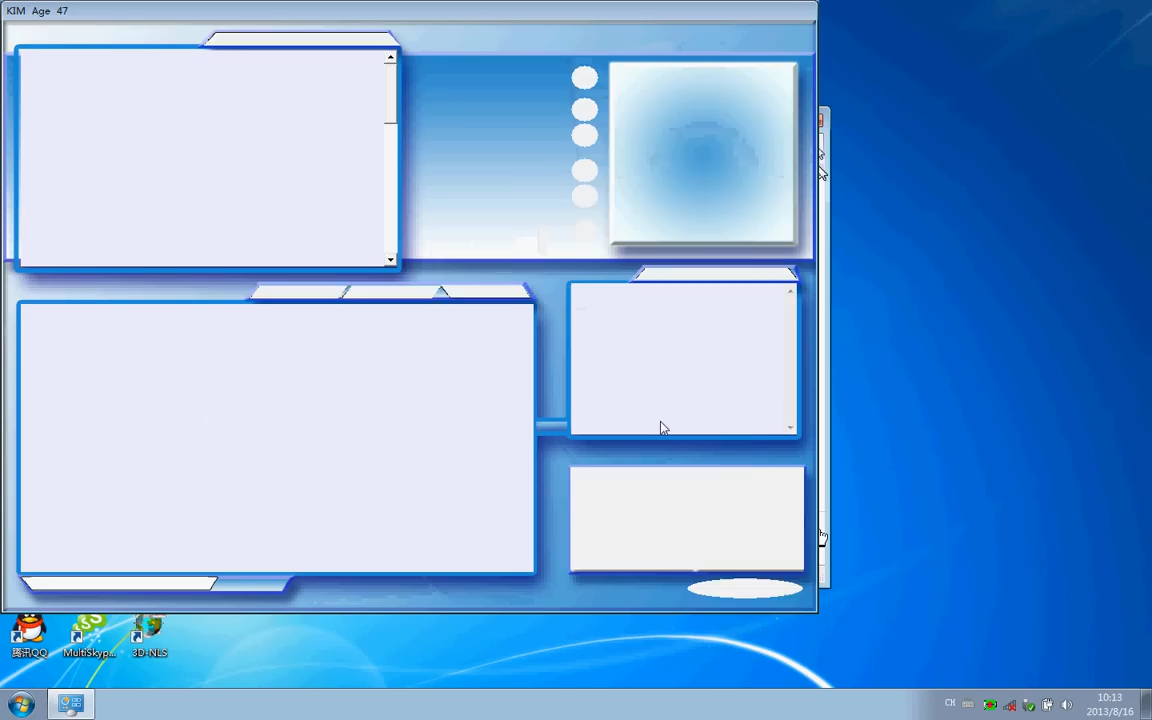 KIM Age 47
腾讯QQ
MultiSkyp...
3D-NLS
CH
10:13
2013/8/16